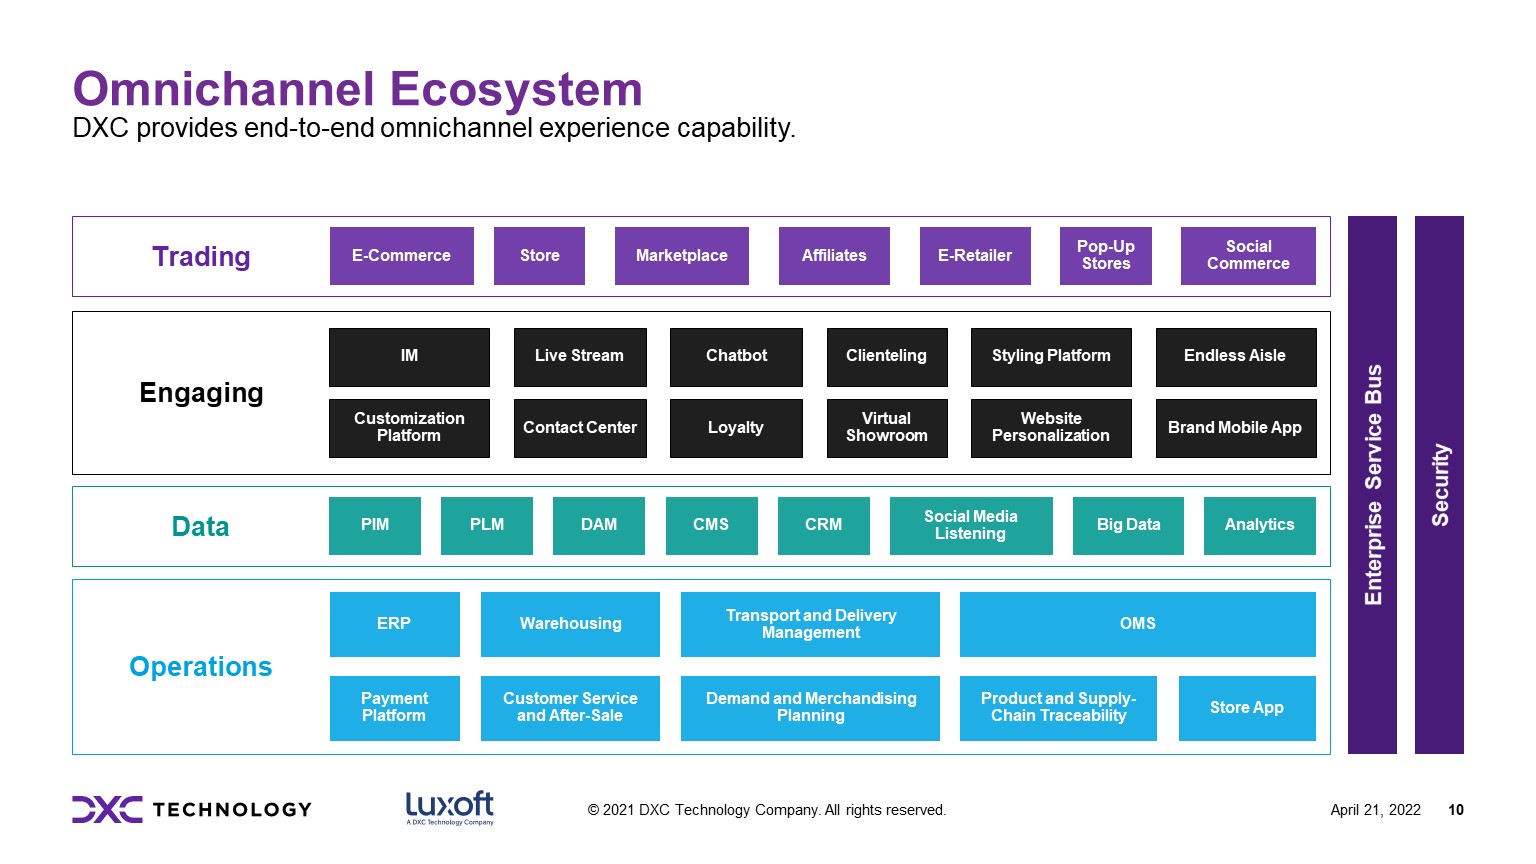 Omnichannel Ecosystem
DXC provides end-to-end omnichannel experience capability.
Trading
E-Commerce
Store
Marketplace
Affiliates
E-Retailer
Pop-Up
Stores
Social
Commerce
Engaging
IM
Live Stream
Chatbot
Clienteling
Styling Platform
Endless Aisle
Customization
Platform
Contact Center
Loyalty
Virtual
Showroom
Website
Personalization
Brand Mobile App
Data
PIM
PLM
DAM
CMS
CRM
Social Media
Listening
Big Data
Analytics
Operations
ERP
Warehousing
Transport and Delivery
Management
OMS
Payment
Platform
Customer Service
and After-Sale
Demand and Merchandising
Planning
Product and Supply-
Chain Traceability
Store App
Enterprise Service Bus
Security
DXC TECHNOLOGY
Luxoft
A DXC Technology Company
© 2021 DXC Technology Company. All rights reserved.
April 21, 2022
10